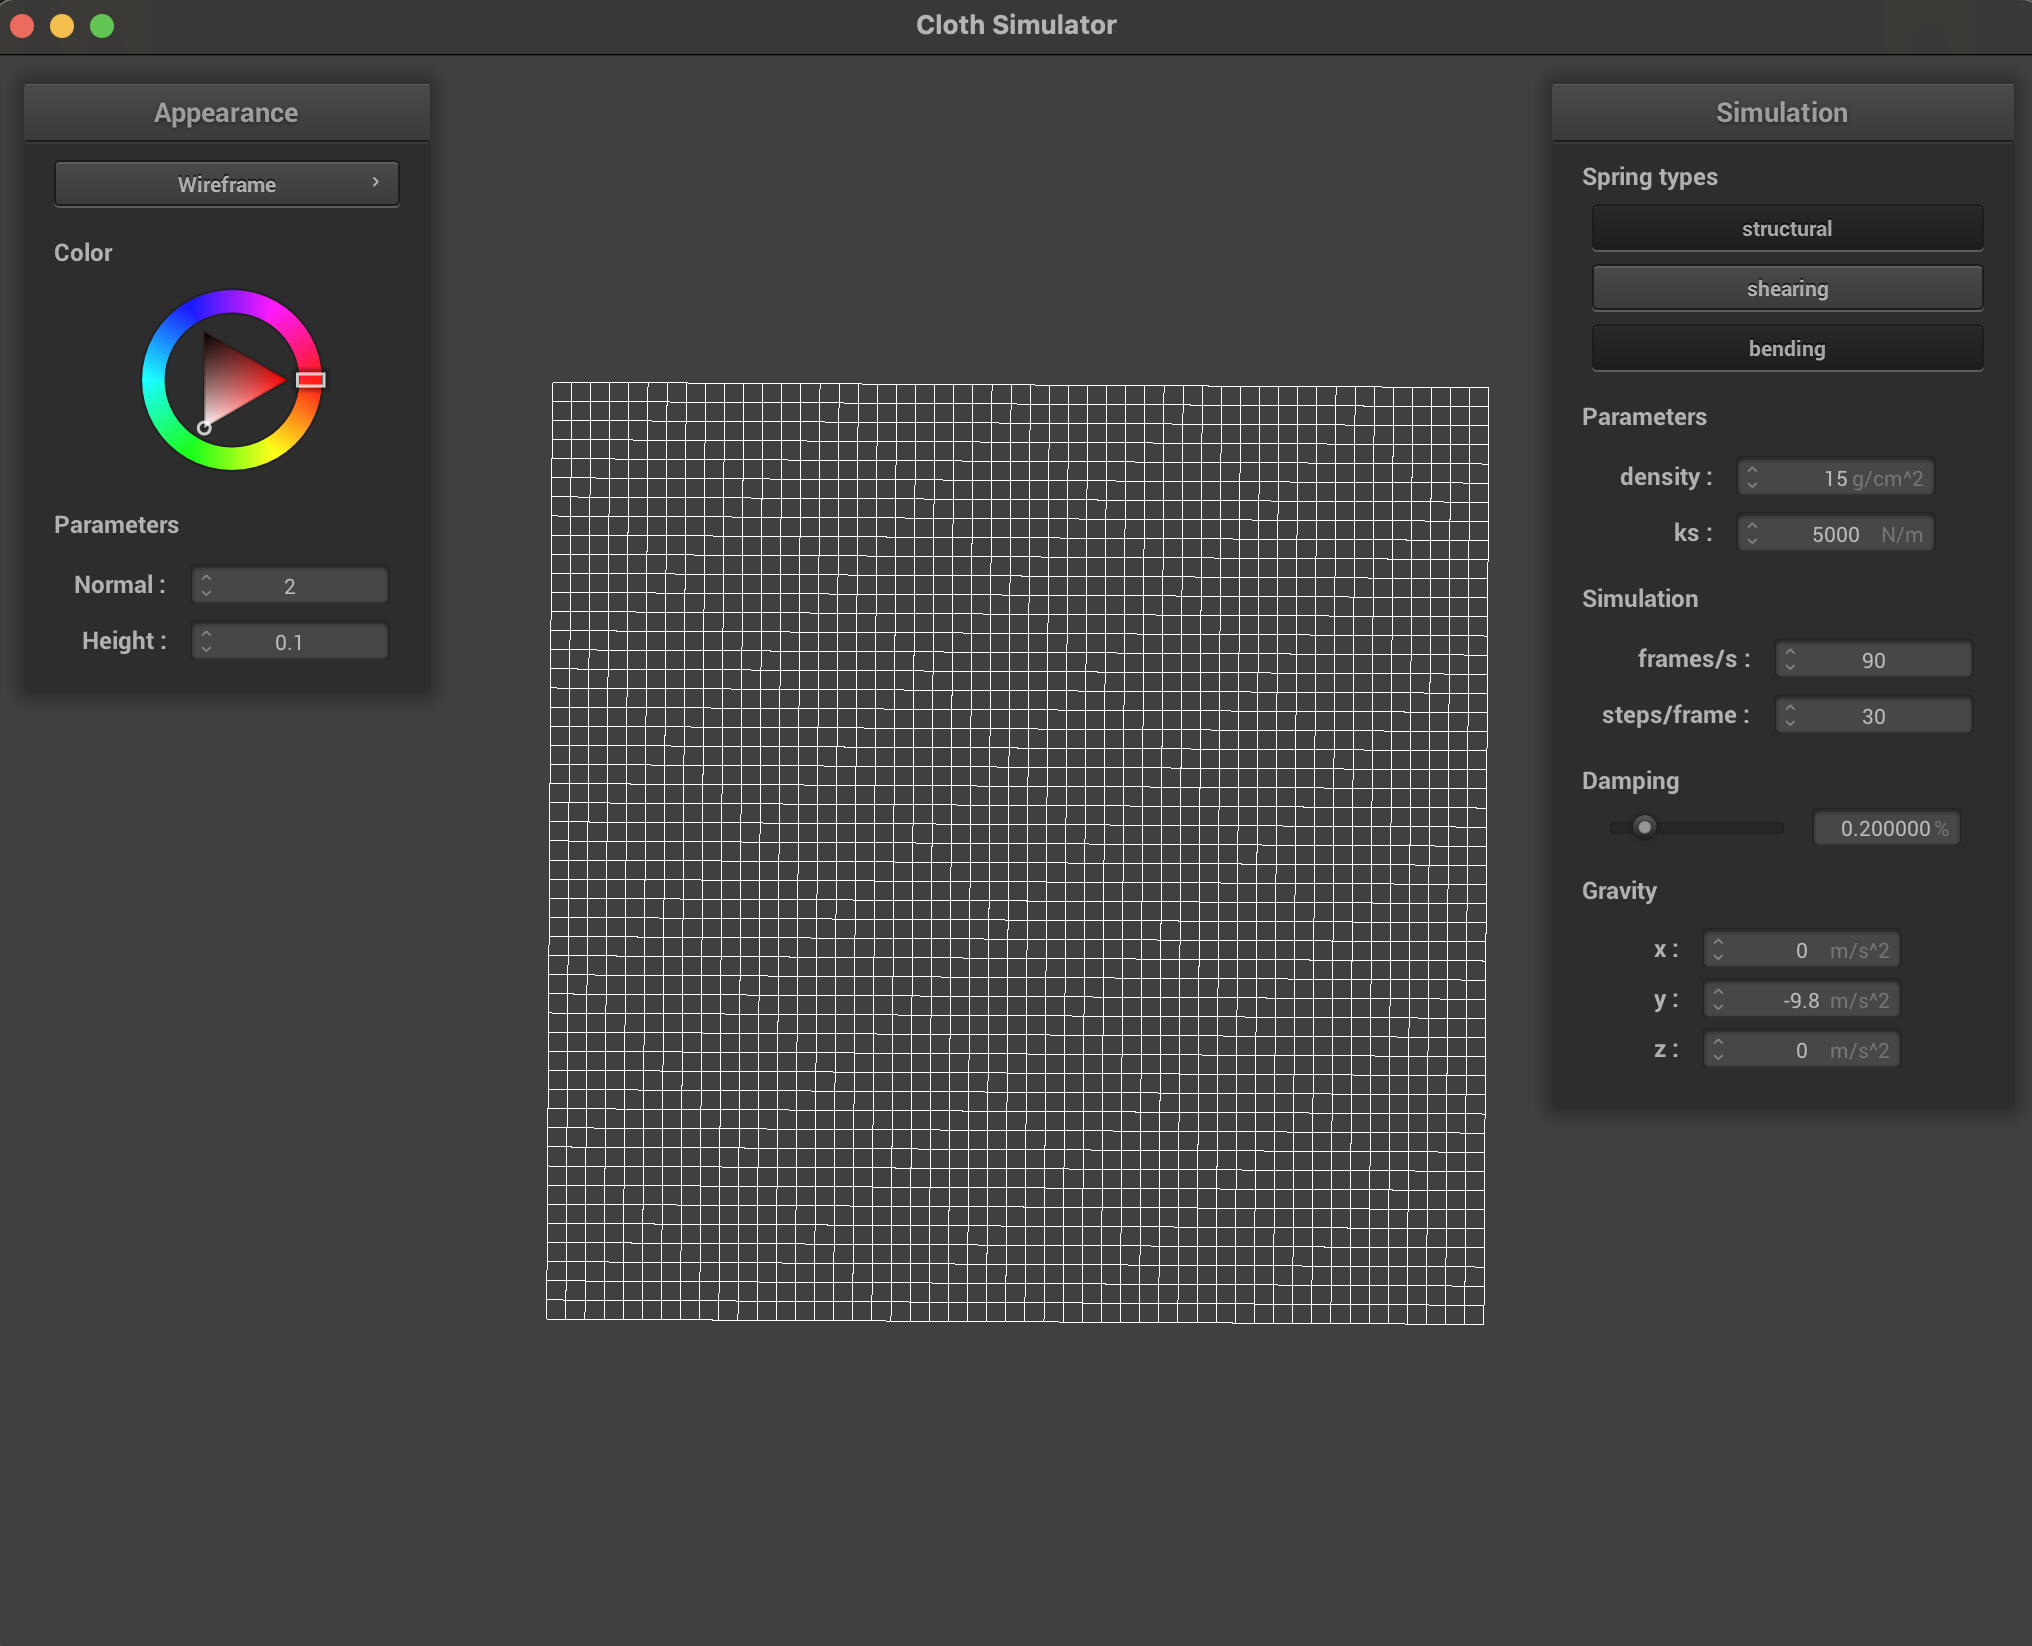 Cloth Simulator
Appearance
Wireframe
Color
Parameters
Normal : 2
Height : 0.1
Simulation
Spring types
structural
shearing
bending
Parameters
density : 15 g/cm^2
ks : 5000 N/m
Simulation
frames/s : 90
steps/frame : 30
Damping
0.200000 %
Gravity
x : 0 m/s^2
y : -9.8 m/s^2
z : 0 m/s^2